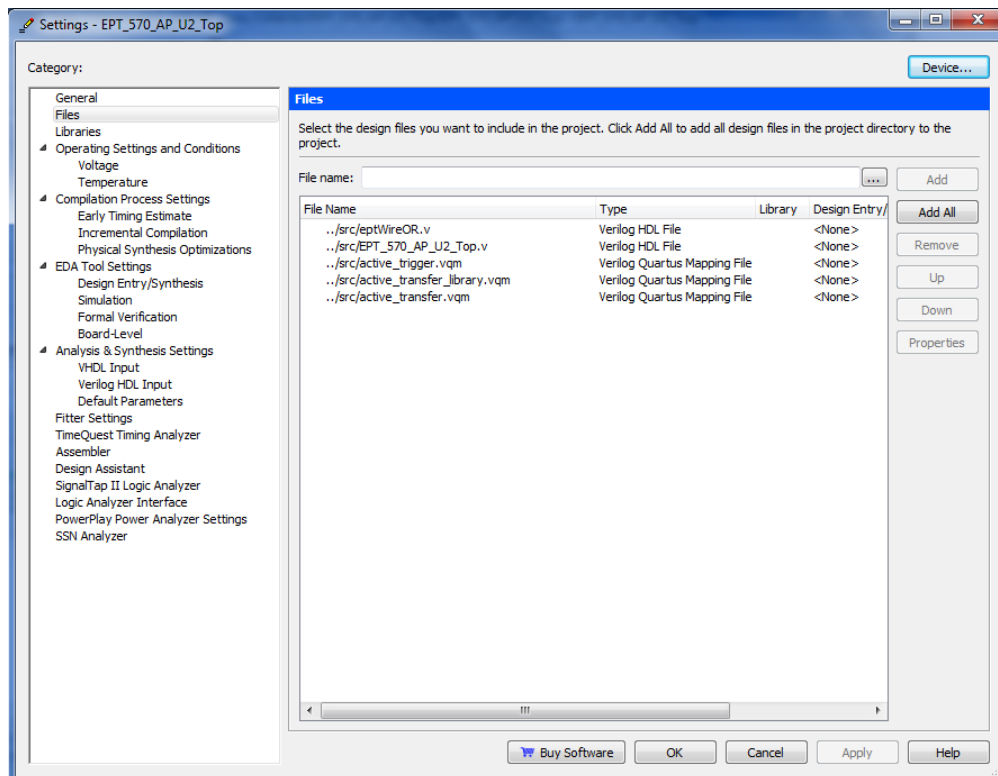 Settings - EPT_570_AP_U2_Top
Category:
Device...
General
Files
Libraries
Operating Settings and Conditions
Voltage
Temperature
Compilation Process Settings
Early Timing Estimate
Incremental Compilation
Physical Synthesis Optimizations
EDA Tool Settings
Design Entry/Synthesis
Simulation
Formal Verification
Board-Level
Analysis & Synthesis Settings
VHDL Input
Verilog HDL Input
Default Parameters
Fitter Settings
TimeQuest Timing Analyzer
Assembler
Design Assistant
SignalTap II Logic Analyzer
Logic Analyzer Interface
PowerPlay Power Analyzer Settings
SSN Analyzer
Files
Select the design files you want to include in the project. Click Add All to add all design files in the project directory to the
project.
File name:
...
Add
File Name Type Library Design Entry/
../src/eptWireOR.v Verilog HDL File <None>
../src/EPT_570_AP_U2_Top.v Verilog HDL File <None>
../src/active_trigger.vqm Verilog Quartus Mapping File <None>
../src/active_transfer_library.vqm Verilog Quartus Mapping File <None>
../src/active_transfer.vqm Verilog Quartus Mapping File <None>
Add All
Remove
Up
Down
Properties
Buy Software
OK
Cancel
Apply
Help